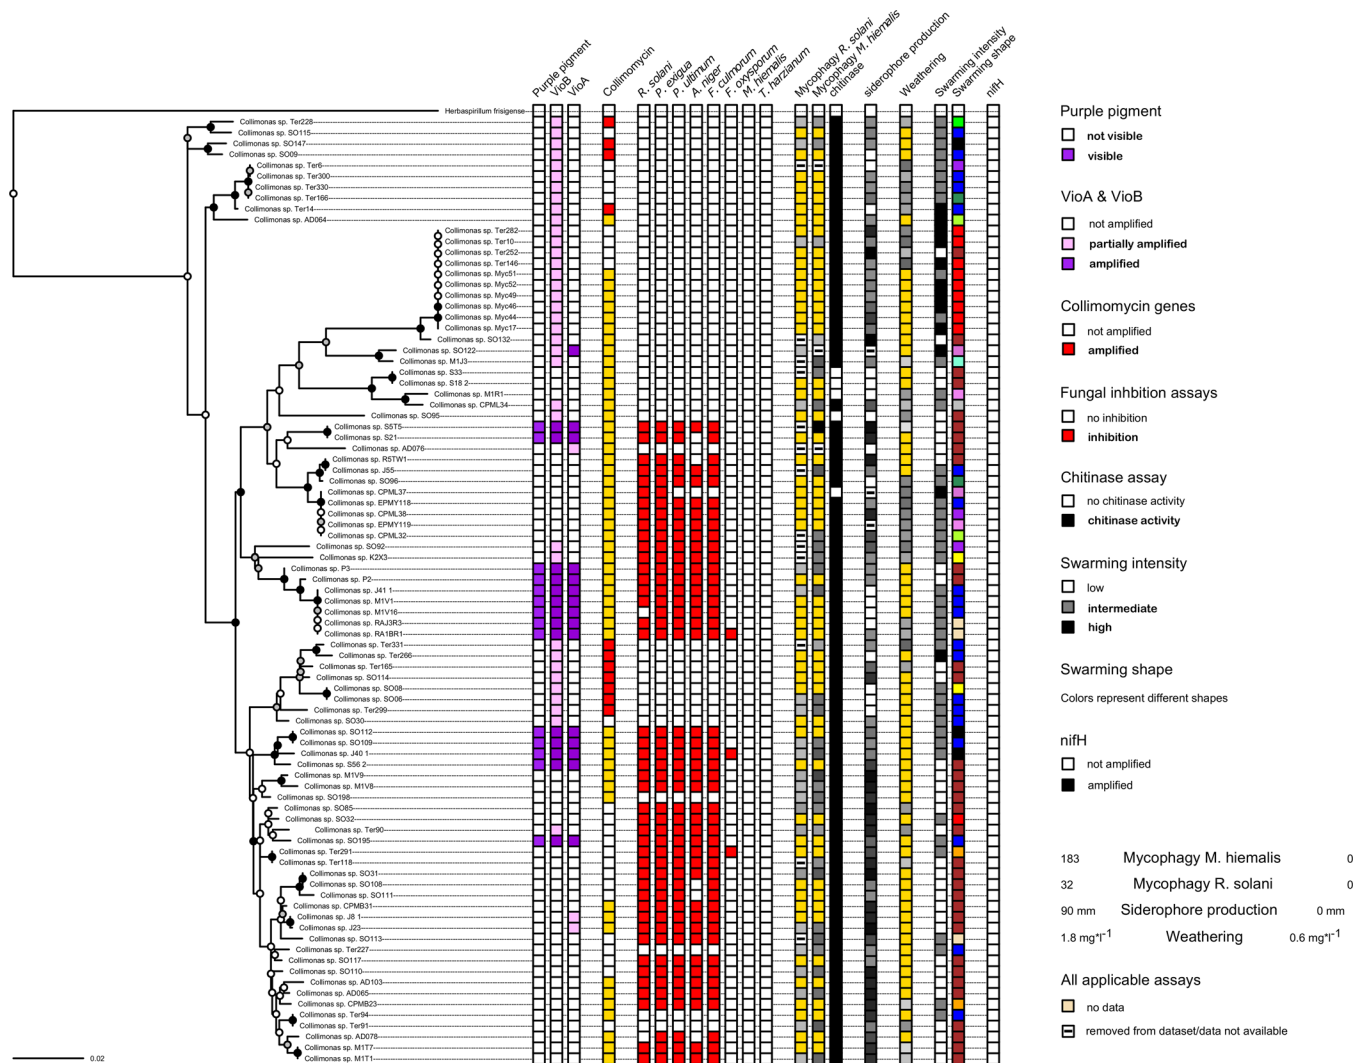 Purple pigment
VioB
VioA
Collimomycin
R. solani
P. exigua
P. ultimum
A. niger
F. culmorum
F. oxysporum
M. hiemalis
T. harzianum
Mycophagy R. solani
Mycophagy M. hiemalis
chitinase
siderophore production
Weathering
Swarming intensity
Swarming shape
nifH
Herbaspirillum frisigense
Collimonas sp. Ter228
Collimonas sp. SO115
Collimonas sp. SO147
Collimonas sp. SO09
Collimonas sp. Ter6
Collimonas sp. Ter300
Collimonas sp. Ter330
Collimonas sp. Ter166
Collimonas sp. Ter14
Collimonas sp. AD064
Collimonas sp. Ter282
Collimonas sp. Ter10
Collimonas sp. Ter252
Collimonas sp. Ter146
Collimonas sp. Myc51
Collimonas sp. Myc52
Collimonas sp. Myc49
Collimonas sp. Myc46
Collimonas sp. Myc44
Collimonas sp. Myc17
Collimonas sp. SO132
Collimonas sp. SO122
Collimonas sp. M1J3
Collimonas sp. S33
Collimonas sp. S18 2
Collimonas sp. M1R1
Collimonas sp. CPML34
Collimonas sp. SO95
Collimonas sp. S5T5
Collimonas sp. S21
Collimonas sp. AD076
Collimonas sp. R5TW1
Collimonas sp. J55
Collimonas sp. SO96
Collimonas sp. CPML37
Collimonas sp. EPMY118
Collimonas sp. CPML38
Collimonas sp. EPMY119
Collimonas sp. CPML32
Collimonas sp. SO92
Collimonas sp. K2X3
Collimonas sp. P3
Collimonas sp. P2
Collimonas sp. J41 1
Collimonas sp. M1V1
Collimonas sp. M1V16
Collimonas sp. RAJ3R3
Collimonas sp. RA1BR1
Collimonas sp. Ter331
Collimonas sp. Ter266
Collimonas sp. Ter165
Collimonas sp. SO114
Collimonas sp. SO08
Collimonas sp. SO06
Collimonas sp. Ter299
Collimonas sp. SO30
Collimonas sp. SO112
Collimonas sp. SO109
Collimonas sp. J40 1
Collimonas sp. S56 2
Collimonas sp. M1V9
Collimonas sp. M1V8
Collimonas sp. SO198
Collimonas sp. SO85
Collimonas sp. SO32
Collimonas sp. Ter90
Collimonas sp. SO195
Collimonas sp. Ter291
Collimonas sp. Ter118
Collimonas sp. SO31
Collimonas sp. SO108
Collimonas sp. SO111
Collimonas sp. CPMB31
Collimonas sp. J8 1
Collimonas sp. J23
Collimonas sp. SO113
Collimonas sp. Ter227
Collimonas sp. SO117
Collimonas sp. SO110
Collimonas sp. AD103
Collimonas sp. AD065
Collimonas sp. CPMB23
Collimonas sp. Ter94
Collimonas sp. Ter91
Collimonas sp. AD078
Collimonas sp. M1T7
Collimonas sp. M1T1
0.02
Purple pigment
not visible
visible
VioA & VioB
not amplified
partially amplified
amplified
Collimomycin genes
not amplified
amplified
Fungal inhbition assays
no inhibition
inhibition
Chitinase assay
no chitinase activity
chitinase activity
Swarming intensity
low
intermediate
high
Swarming shape
Colors represent different shapes
nifH
not amplified
amplified
183 Mycophagy M. hiemalis 0
32 Mycophagy R. solani 0
90 mm Siderophore production 0 mm
1.8 mg*l⁻¹ Weathering 0.6 mg*l⁻¹
All applicable assays
no data
removed from dataset/data not available